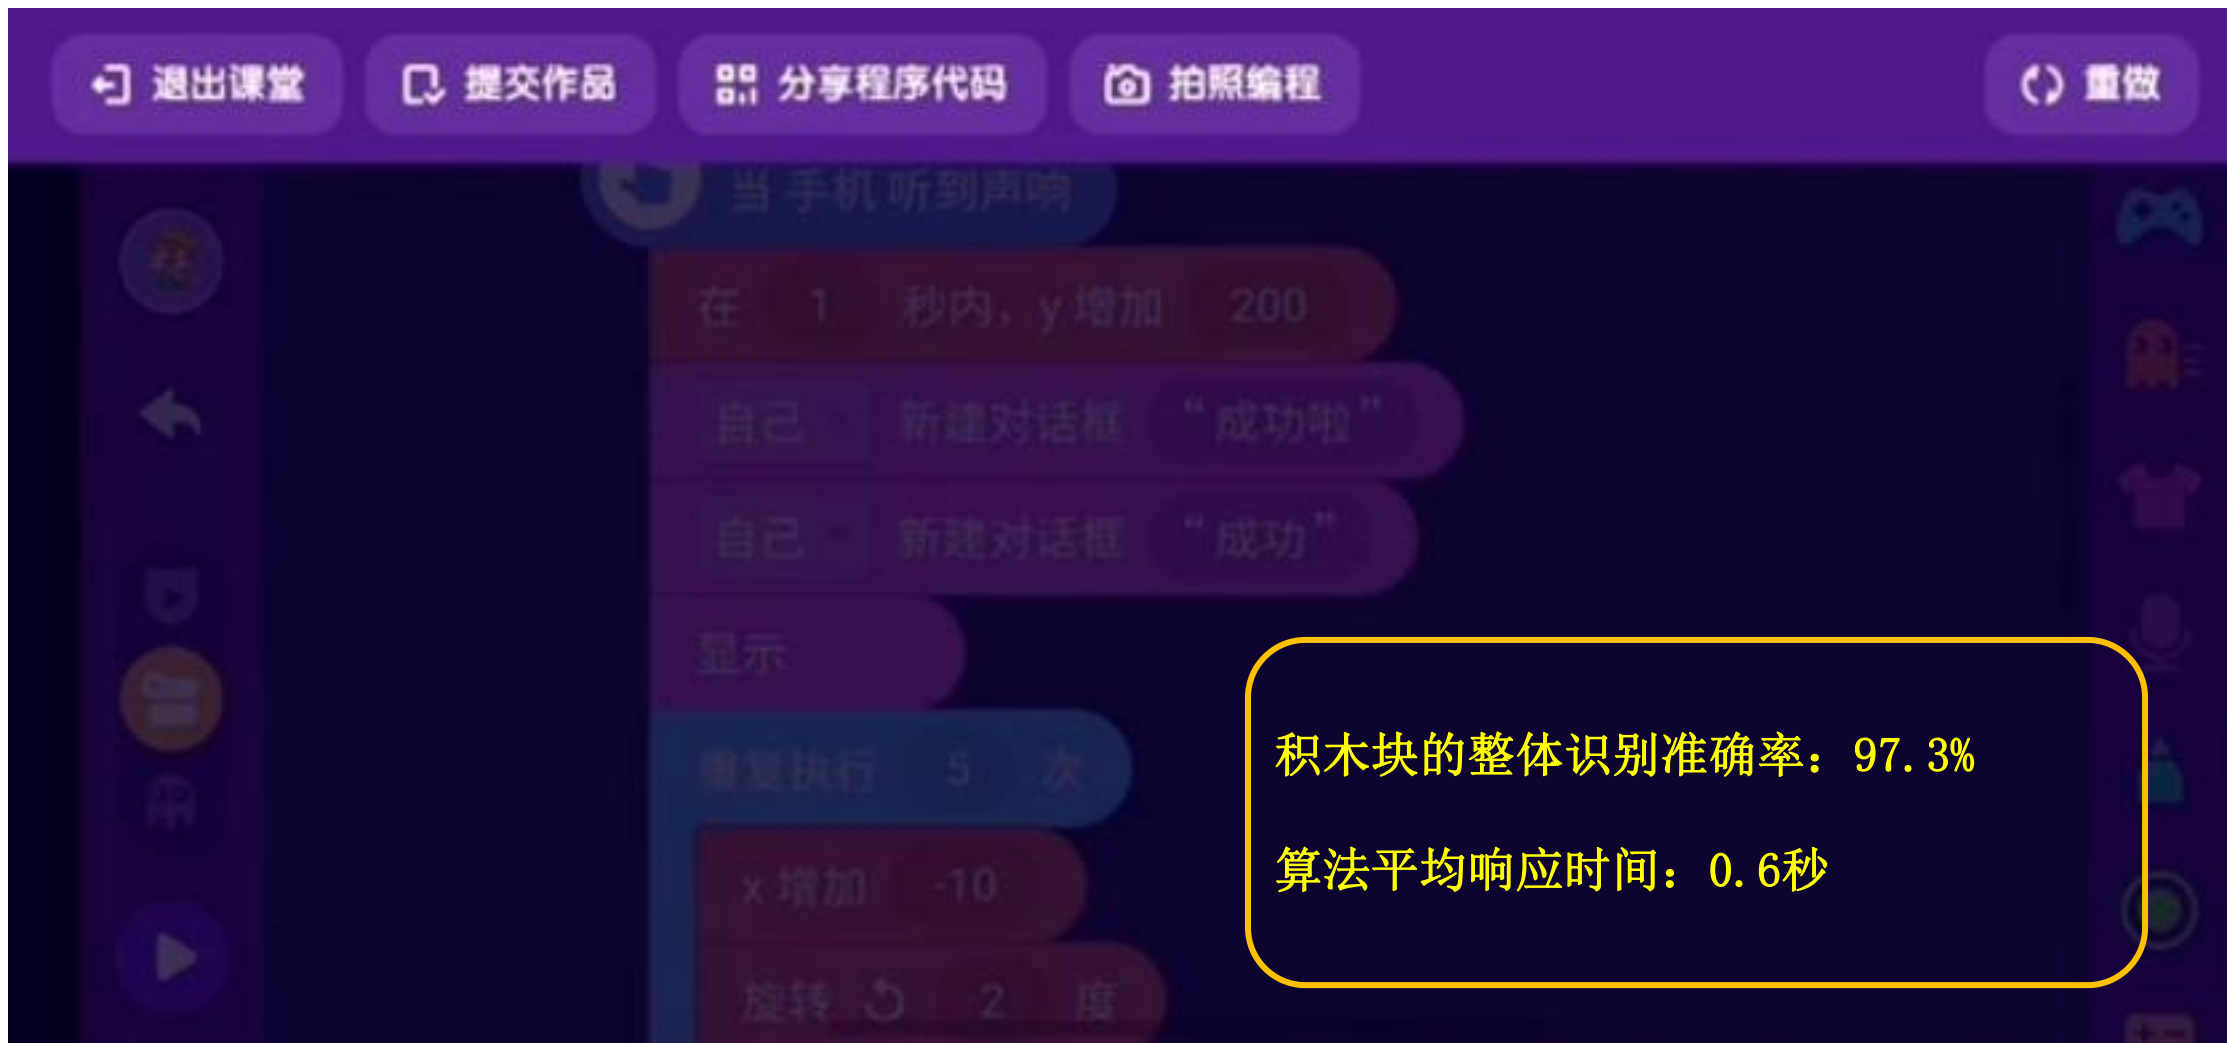 退出课堂 提交作品 分享程序代码 拍照编程 重做
当 手机 听到声响
在 1 秒内，y 增加 200
自己 新建对话框 “成功啦”
自己 新建对话框 “成功”
显示
重复执行 5 次
积木块的整体识别准确率：97.3%
x 增加 -10
算法平均响应时间：0.6秒
旋转 2 度